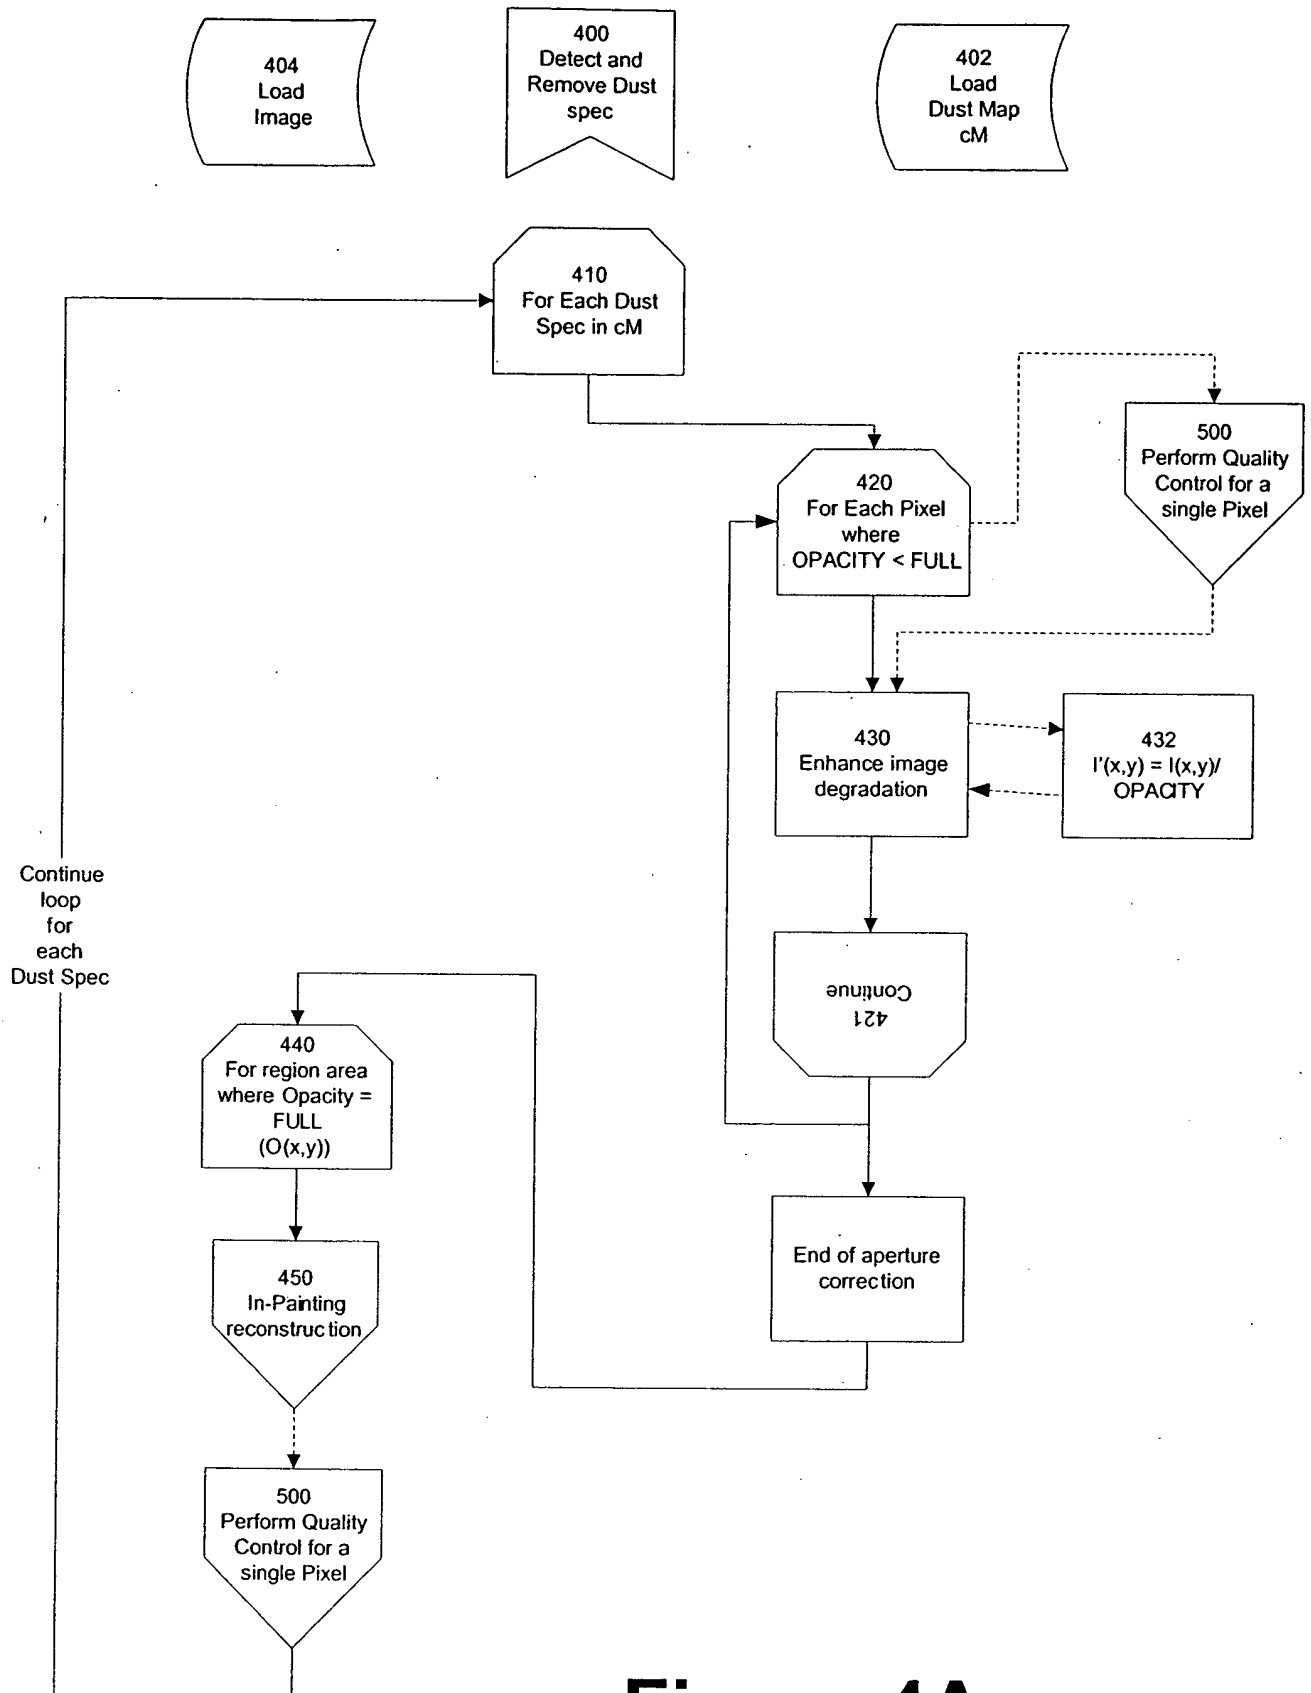 404
Load
Image
400
Detect and
Remove Dust
spec
402
Load
Dust Map
cM
410
For Each Dust
Spec in cM
420
For Each Pixel
where
OPACITY < FULL
500
Perform Quality
Control for a
single Pixel
430
Enhance image
degradation
432
I'(x,y) = I(x,y)/
OPACITY
Continue
loop
for
each
Dust Spec
421
Continue
440
For region area
where Opacity =
FULL
(O(x,y))
End of aperture
correction
450
In-Painting
reconstruction
500
Perform Quality
Control for a
single Pixel